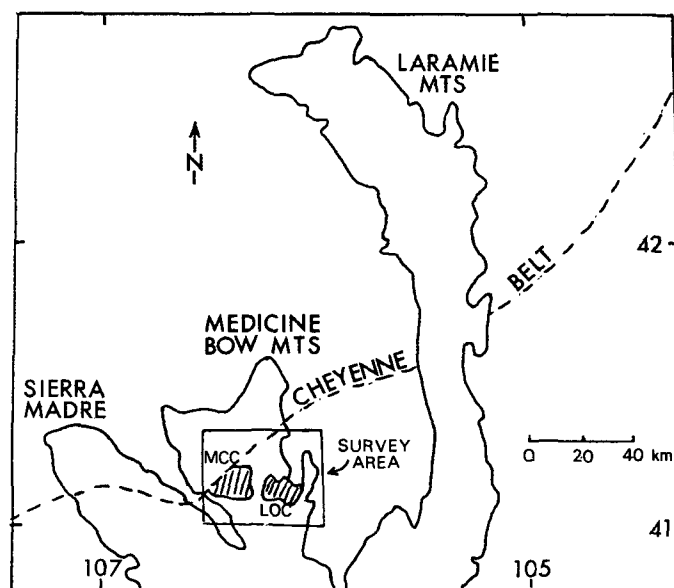 LARAMIE
MTS
N
42
BELT
MEDICINE
BOW MTS
CHEYENNE
SIERRA
MADRE
MCC
SURVEY
AREA
0 20 40 km
LOC
41
107
105